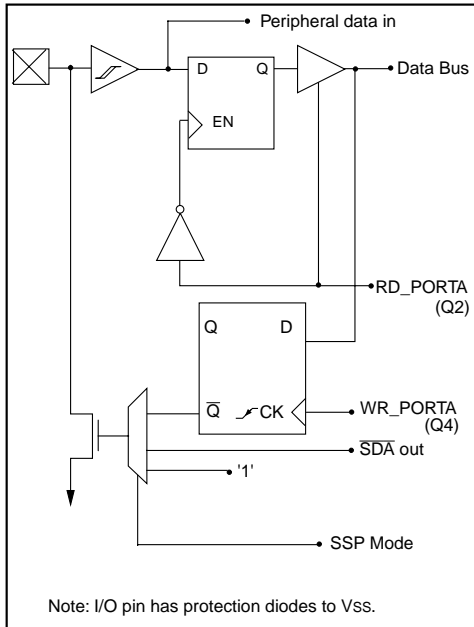 Peripheral data in
D Q
Data Bus
EN
RD_PORTA
(Q2)
Q D
Q̅ CK
WR_PORTA
(Q4)
S̅D̅A̅ out
'1'
SSP Mode
Note: I/O pin has protection diodes to VSS.